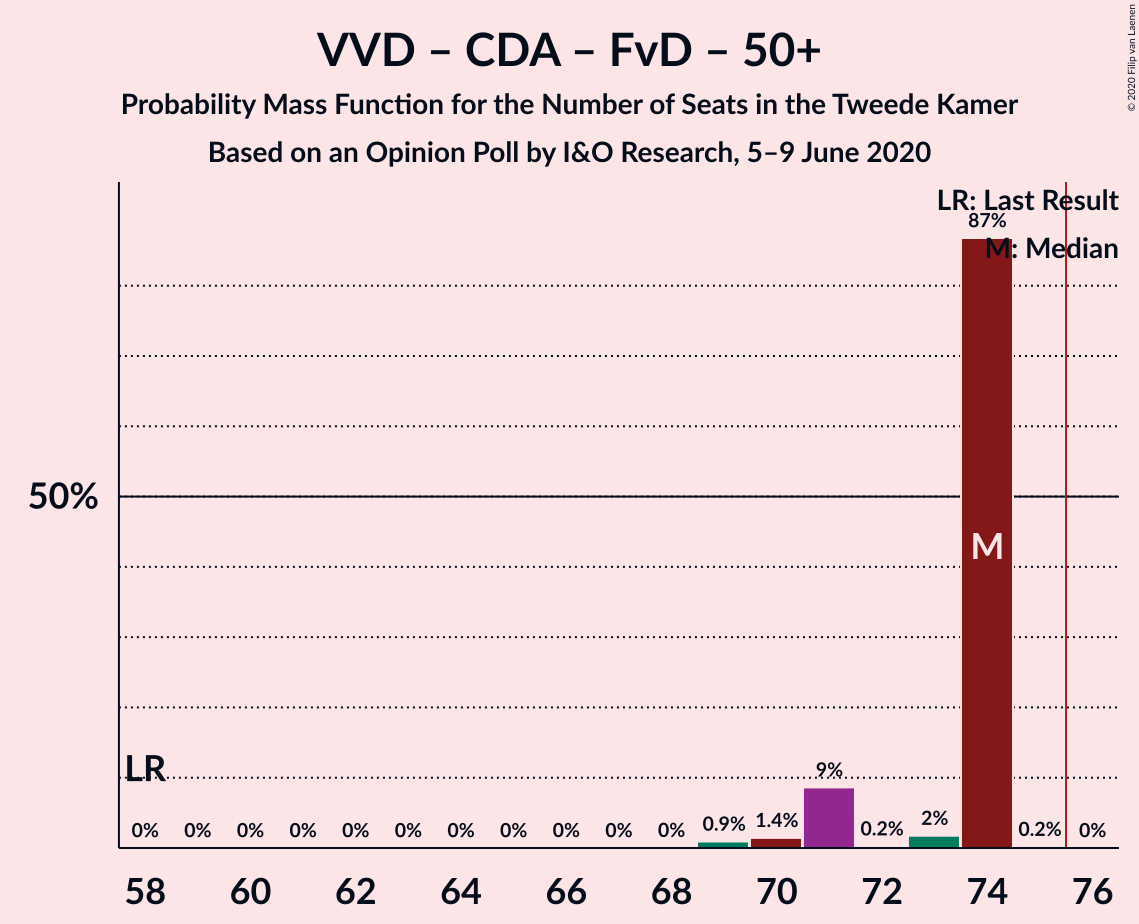 VVD – CDA – FvD – 50+
Probability Mass Function for the Number of Seats in the Tweede Kamer
Based on an Opinion Poll by I&O Research, 5–9 June 2020
© 2020 Filip van Laenen
LR: Last Result
87%
M: Median
50%
M
LR
0% 0% 0% 0% 0% 0% 0% 0% 0% 0% 0% 0.9% 1.4% 9% 0.2% 2% 0.2% 0%
58 60 62 64 66 68 70 72 74 76